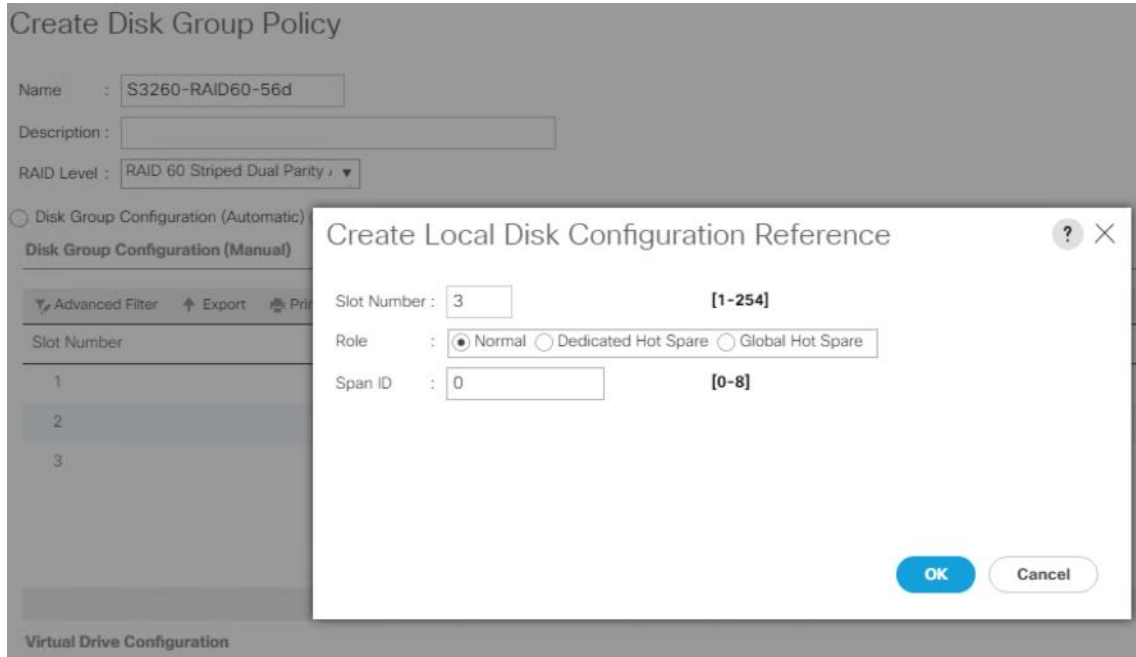 Create Disk Group Policy
Name : S3260-RAID60-56d
Description :
RAID Level : RAID 60 Striped Dual Parity
Disk Group Configuration (Automatic)
Disk Group Configuration (Manual)
Advanced Filter Export Prin
Slot Number
1
2
3
Virtual Drive Configuration
Create Local Disk Configuration Reference ?
Slot Number : 3 [1-254]
Role : Normal Dedicated Hot Spare Global Hot Spare
Span ID : 0 [0-8]
OK Cancel